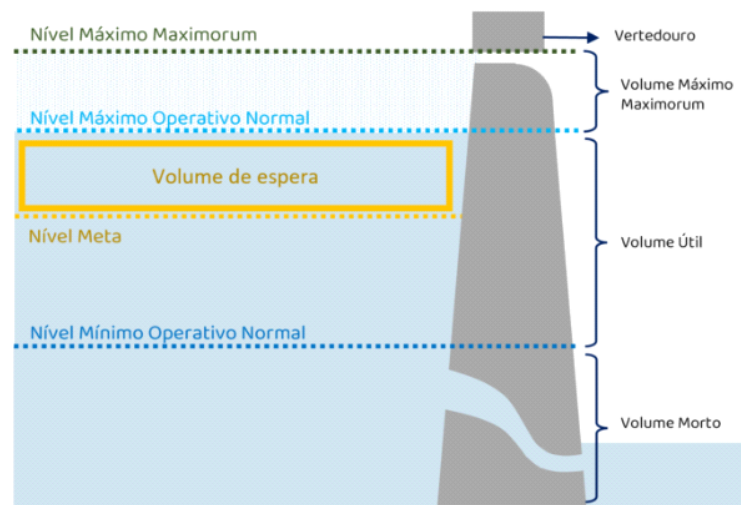 Nível Máximo Maximorum
Vertedouro
Volume Máximo
Maximorum
Nível Máximo Operativo Normal
Volume de espera
Nível Meta
Volume Útil
Nível Mínimo Operativo Normal
Volume Morto